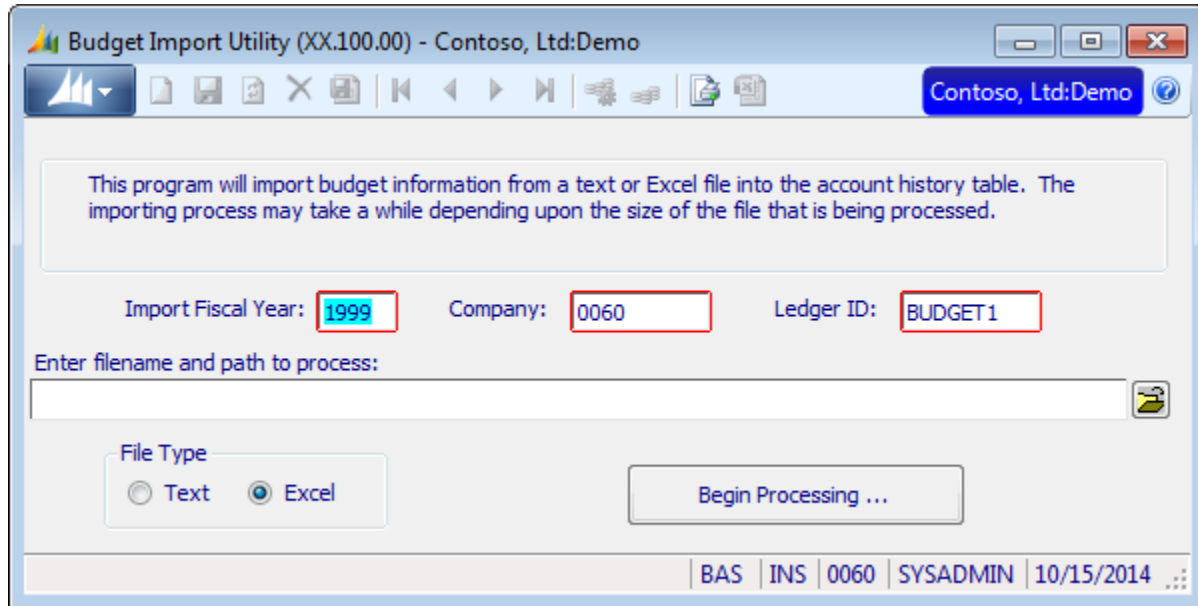 Budget Import Utility (XX.100.00) - Contoso, Ltd:Demo
Contoso, Ltd:Demo
This program will import budget information from a text or Excel file into the account history table.  The
importing process may take a while depending upon the size of the file that is being processed.
Import Fiscal Year: 1999 Company: 0060 Ledger ID: BUDGET1
Enter filename and path to process:
File Type
Text Excel
Begin Processing ...
BAS INS 0060 SYSADMIN 10/15/2014